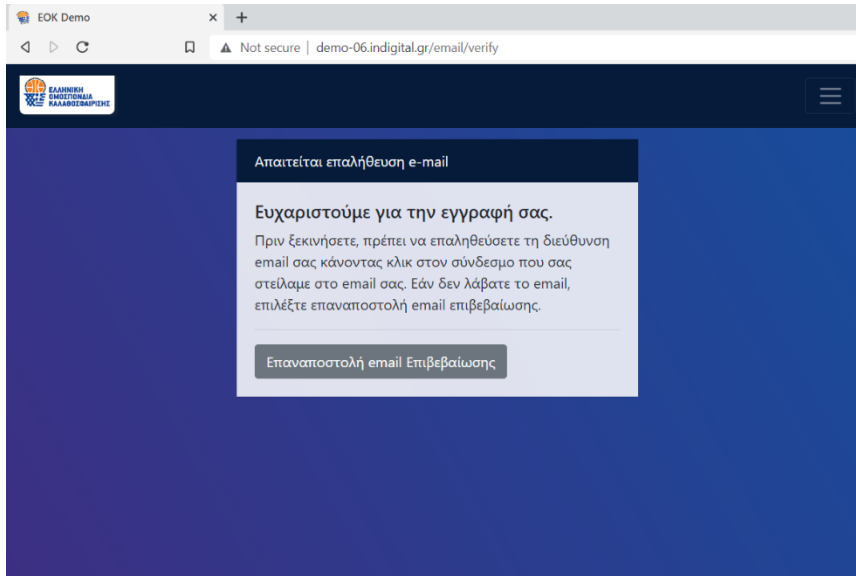 EOK Demo
Not secure | demo-06.indigital.gr/email/verify
ΕΛΛΗΝΙΚΗ
ΟΜΟΣΠΟΝΔΙΑ
ΚΑΛΑΘΟΣΦΑΙΡΙΣΗΣ
Απαιτείται επαλήθευση e-mail
Ευχαριστούμε για την εγγραφή σας.
Πριν ξεκινήσετε, πρέπει να επαληθεύσετε τη διεύθυνση
email σας κάνοντας κλικ στον σύνδεσμο που σας
στείλαμε στο email σας. Εάν δεν λάβατε το email,
επιλέξτε επαναποστολή email επιβεβαίωσης.
Επαναποστολή email Επιβεβαίωσης